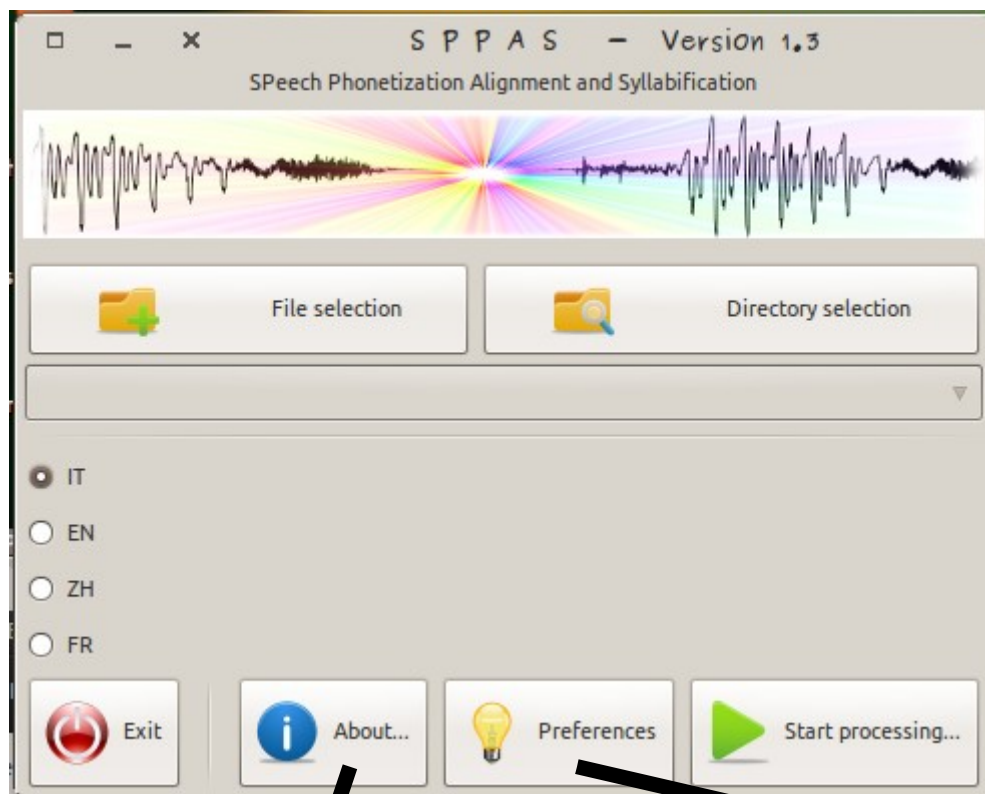 S P P A S - Version 1.3
SPeech Phonetization Alignment and Syllabification
File selection Directory selection
IT
EN
ZH
FR
Exit About... Preferences Start processing...